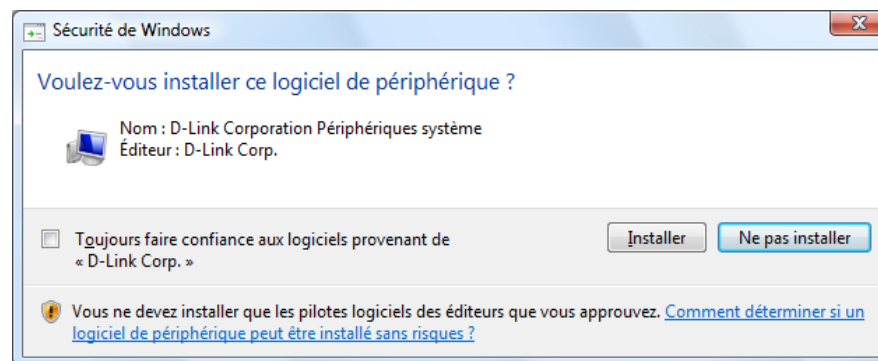 Sécurité de Windows
Voulez-vous installer ce logiciel de périphérique ?
Nom : D-Link Corporation Périphériques système
Éditeur : D-Link Corp.
Toujours faire confiance aux logiciels provenant de
« D-Link Corp. »
Installer
Ne pas installer
Vous ne devez installer que les pilotes logiciels des éditeurs que vous approuvez. Comment déterminer si un
logiciel de périphérique peut être installé sans risques ?